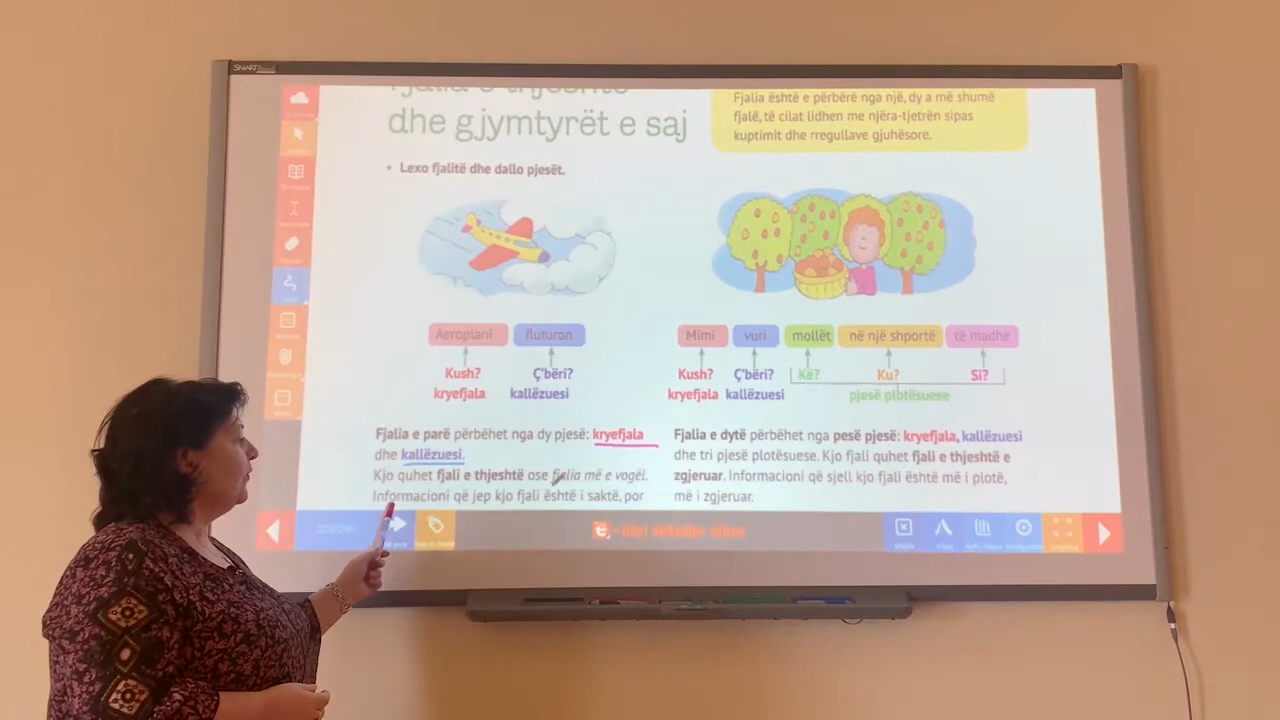 SMART
Fjalia e thjeshtë
dhe gjymtyrët e saj
Fjalia është e përbërë nga një, dy a më shumë
fjalë, të cilat lidhen me njëra-tjetrën sipas
kuptimit dhe rregullave gjuhësore.
• Lexo fjalitë dhe dallo pjesët.
Aeroplani fluturon
Kush? Ç'bëri?
kryefjala kallëzuesi
Mimi vuri mollët në një shportë të madhe
Kush? Ç'bëri? Kë? Ku? Si?
kryefjala kallëzuesi pjesë plotësuese
Fjalia e parë përbëhet nga dy pjesë: kryefjala
dhe kallëzuesi.
Kjo quhet fjali e thjeshtë ose fjalia më e vogël.
Informacioni që jep kjo fjali është i saktë, por
Fjalia e dytë përbëhet nga pesë pjesë: kryefjala, kallëzuesi
dhe tri pjesë plotësuese. Kjo fjali quhet fjali e thjeshtë e
zgjeruar. Informacioni që sjell kjo fjali është më i plotë,
më i zgjeruar.